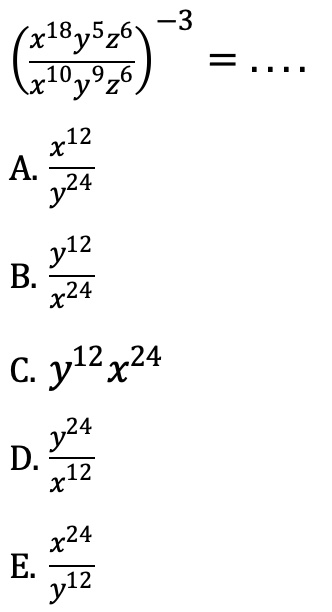 (x¹⁸y⁵z⁶/x¹⁰y⁹z⁶)⁻³ = ....
A. x¹²/y²⁴
B. y¹²/x²⁴
C. y¹²x²⁴
D. y²⁴/x¹²
E. x²⁴/y¹²